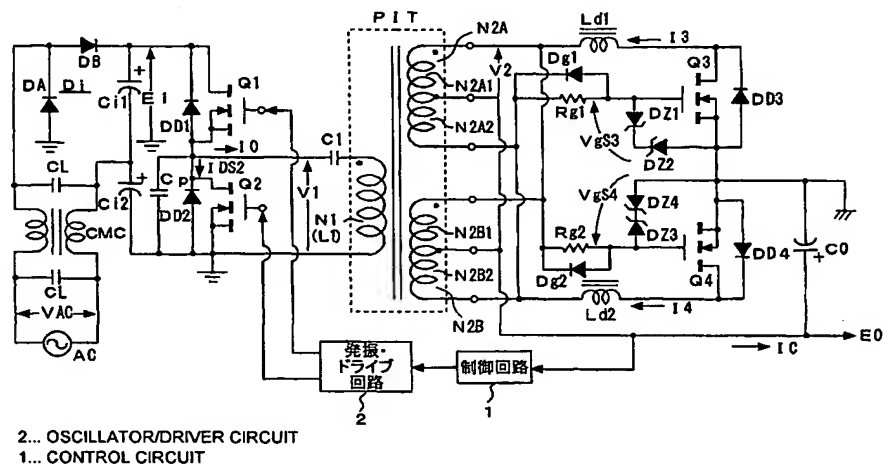 PIT
N2A
Ld1
I3
DB
Q1
Dg1
V2
Q3
DA
Di
Ci1
Ei
N2A1
Rg1
DZ1
DD3
DD1
I0
C1
N2A2
VgS3
DZ2
CL
IDS2
Cp
Q2
V1
VgS4
DZ4
Ci2
DD2
N1
(L1)
N2B1
Rg2
DZ3
CMC
N2B2
Dg2
Q4
DD4
C0
CL
N2B
Ld2
I4
VAC
E0
AC
IC
発振・
ドライブ
回路
制御回路
2
1
2... OSCILLATOR/DRIVER CIRCUIT
1... CONTROL CIRCUIT